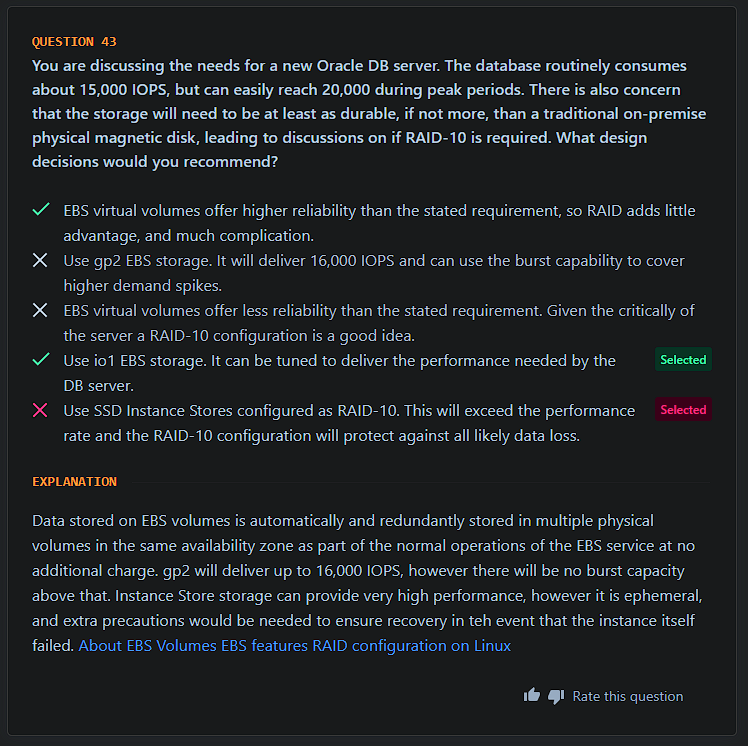 QUESTION 43
You are discussing the needs for a new Oracle DB server. The database routinely consumes
about 15,000 IOPS, but can easily reach 20,000 during peak periods. There is also concern
that the storage will need to be at least as durable, if not more, than a traditional on-premise
physical magnetic disk, leading to discussions on if RAID-10 is required. What design
decisions would you recommend?
EBS virtual volumes offer higher reliability than the stated requirement, so RAID adds little
advantage, and much complication.
Use gp2 EBS storage. It will deliver 16,000 IOPS and can use the burst capability to cover
higher demand spikes.
EBS virtual volumes offer less reliability than the stated requirement. Given the critically of
the server a RAID-10 configuration is a good idea.
Use io1 EBS storage. It can be tuned to deliver the performance needed by the
DB server.
Selected
Use SSD Instance Stores configured as RAID-10. This will exceed the performance
rate and the RAID-10 configuration will protect against all likely data loss.
Selected
EXPLANATION
Data stored on EBS volumes is automatically and redundantly stored in multiple physical
volumes in the same availability zone as part of the normal operations of the EBS service at no
additional charge. gp2 will deliver up to 16,000 IOPS, however there will be no burst capacity
above that. Instance Store storage can provide very high performance, however it is ephemeral,
and extra precautions would be needed to ensure recovery in teh event that the instance itself
failed. About EBS Volumes EBS features RAID configuration on Linux
Rate this question